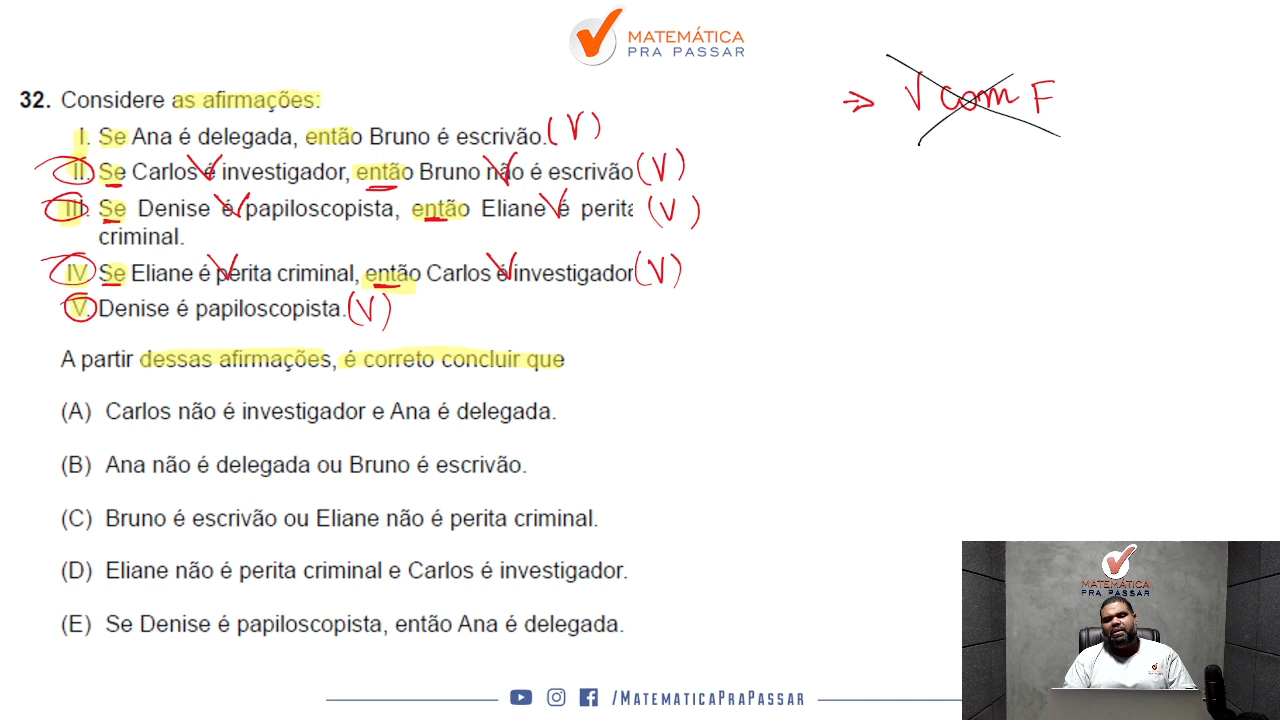 MATEMÁTICA
PRA PASSAR
⇒ V com F
32. Considere as afirmações:
I. Se Ana é delegada, então Bruno é escrivão. (V)
II. Se Carlos é investigador, então Bruno não é escrivão (V)
V V
III. Se Denise é papiloscopista, então Eliane é perita (V)
V V
criminal.
IV. Se Eliane é perita criminal, então Carlos é investigador (V)
V V
V. Denise é papiloscopista. (V)
A partir dessas afirmações, é correto concluir que
(A) Carlos não é investigador e Ana é delegada.
(B) Ana não é delegada ou Bruno é escrivão.
(C) Bruno é escrivão ou Eliane não é perita criminal.
(D) Eliane não é perita criminal e Carlos é investigador.
(E) Se Denise é papiloscopista, então Ana é delegada.
MATEMÁTICA
PRA PASSAR
/MATEMATICAPRAPASSAR